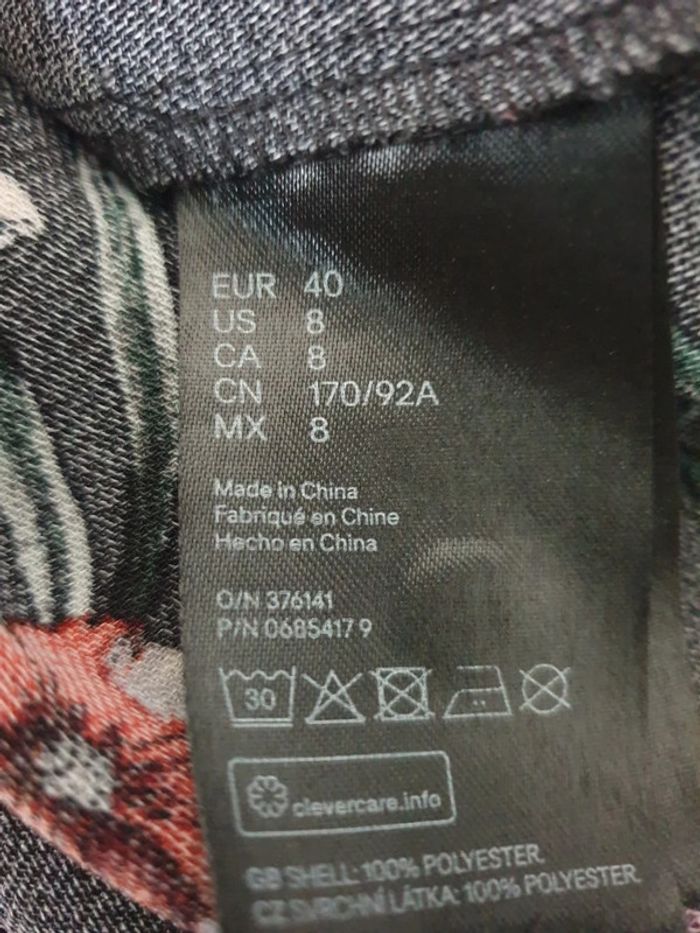 EUR 40
US 8
CA 8
CN 170/92A
MX 8
Made in China
Fabriqué en Chine
Hecho en China
O/N 376141
P/N 0685417 9
30
clevercare.info
GB SHELL: 100% POLYESTER.
CZ SVRCHNÍ LÁTKA: 100% POLYESTER.